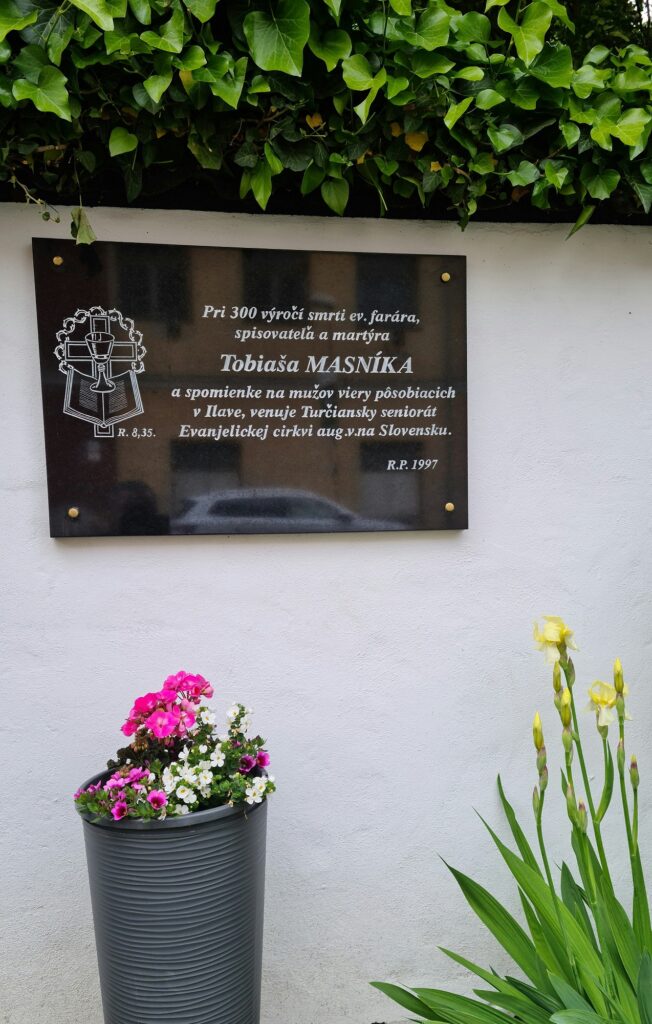 Pri 300 výročí smrti ev. farára,
spisovateľa a martýra
Tobiaša MASNÍKA
a spomienke na mužov viery pôsobiacich
v Ilave, venuje Turčiansky seniorát
Evanjelickej cirkvi aug.v.na Slovensku.
R. 8,35.
R.P. 1997